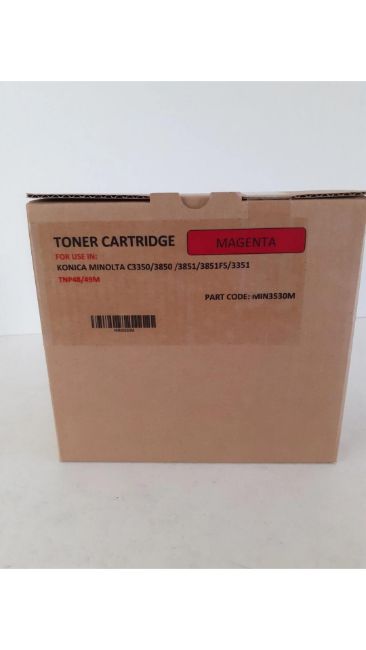 TONER CARTRIDGE MAGENTA
FOR USE IN:
KONICA MINOLTA C3350/3850 /3851/3851FS/3351
TNP48/49M
PART CODE: MIN3530M